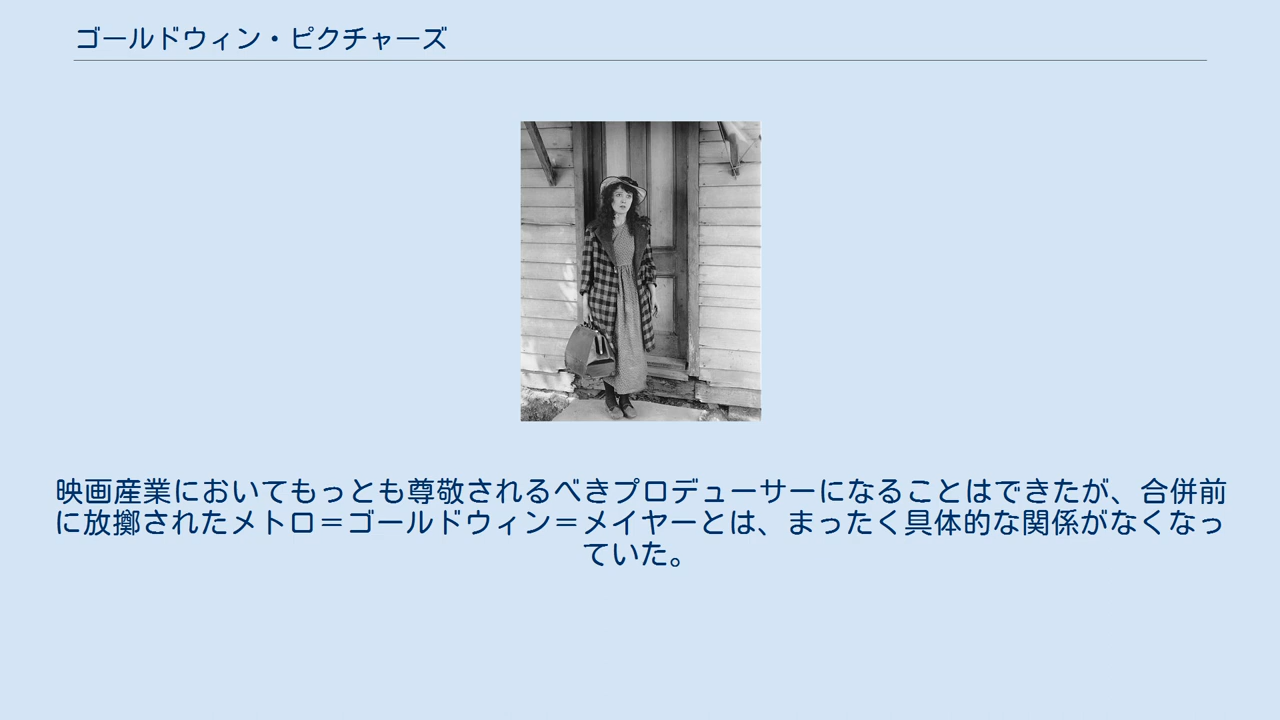 ゴールドウィン・ピクチャーズ
映画産業においてもっとも尊敬されるべきプロデューサーになることはできたが、合併前
に放擲されたメトロ＝ゴールドウィン＝メイヤーとは、まったく具体的な関係がなくなっ
ていた。